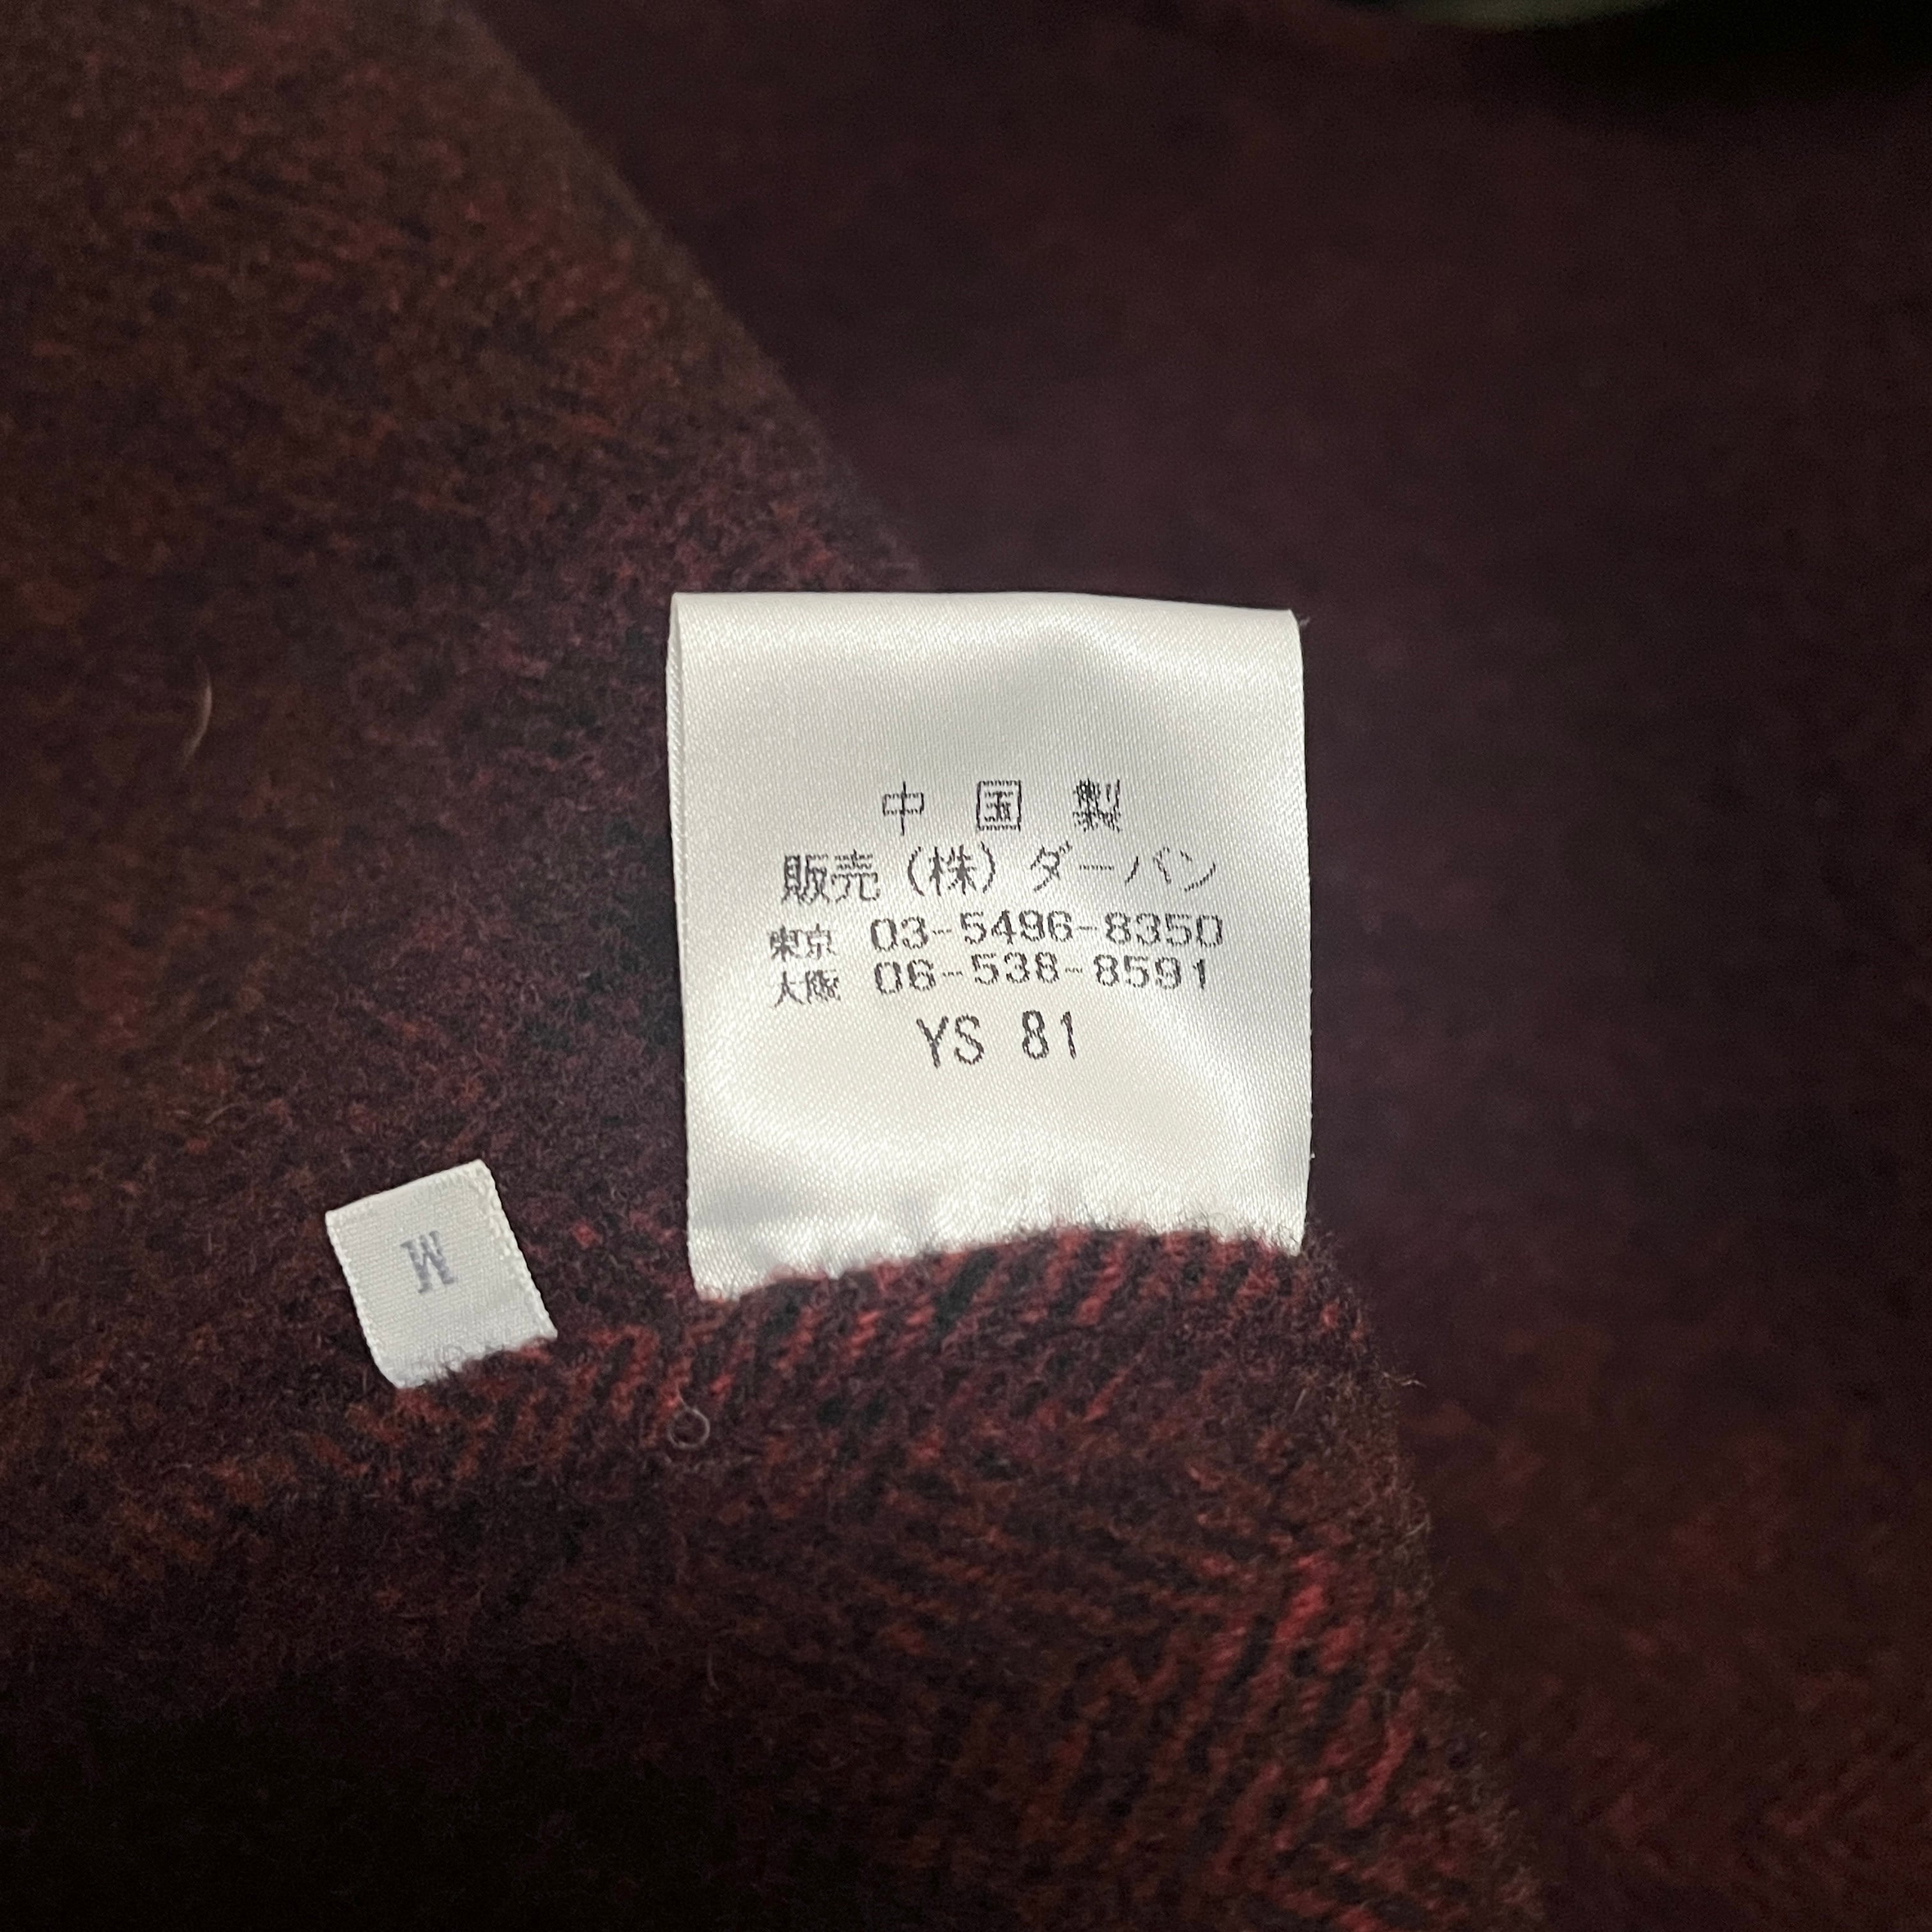 中国製
販売(株)ダーバン
東京 03-5496-8350
大阪 06-538-8591
YS 81
M